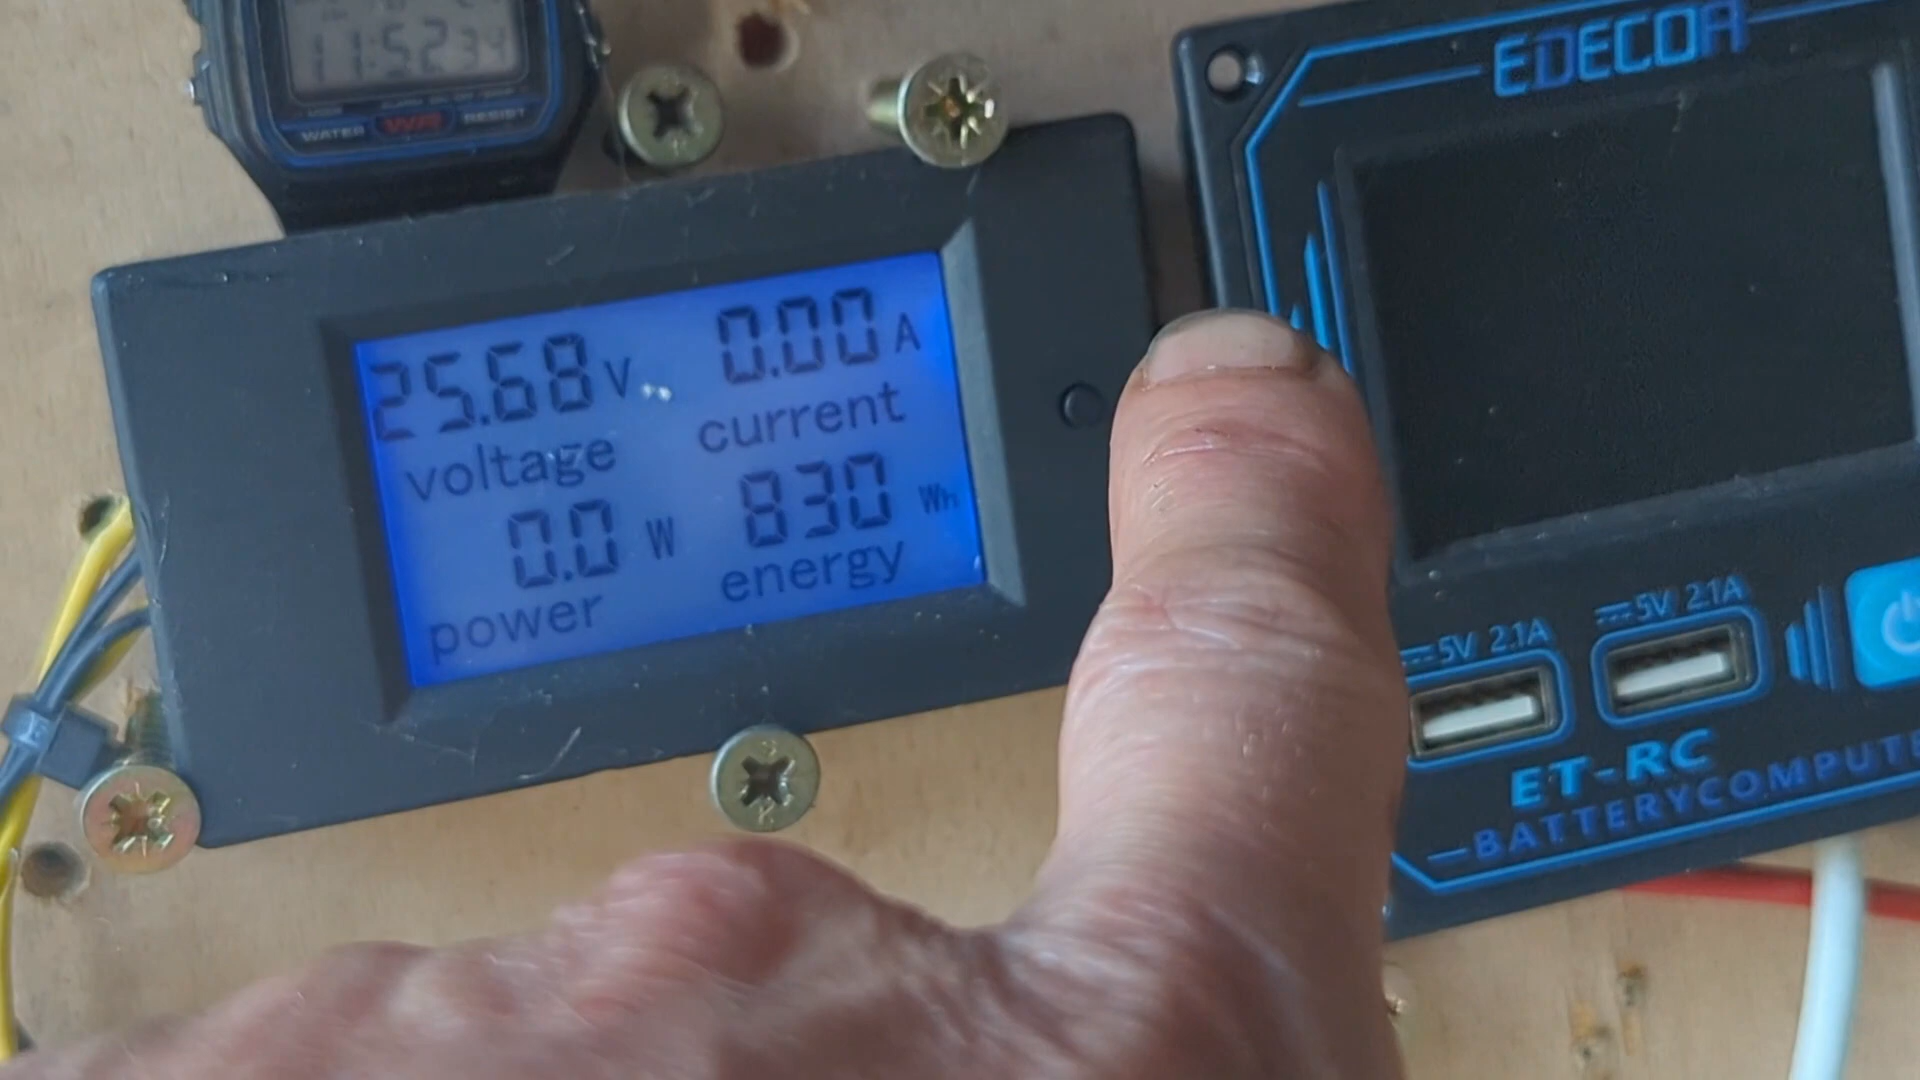 11:52 34
WATER WR RESIST
EDECOA
25.68 V
0.00 A
voltage
current
0.0 W
830 Wh
power
energy
5V 2.1A
5V 2.1A
ET-RC
BATTERYCOMPUTE